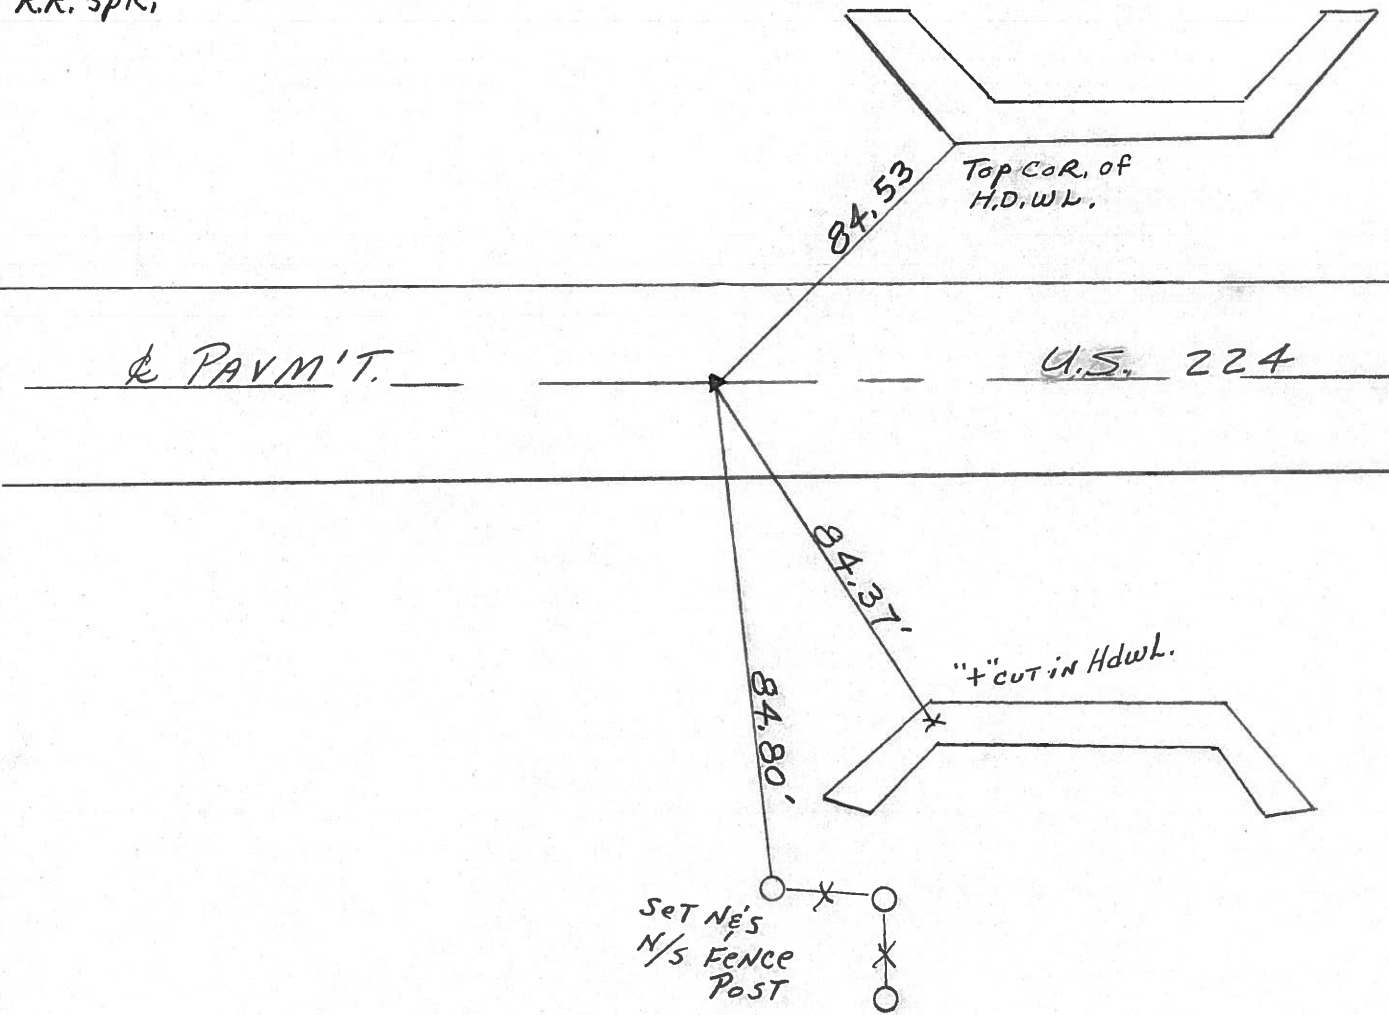 R.R. SPK.
Top COR. of
H.D.WL.
84.53
℄ PAVM'T.
U.S. 224
84.37'
"+" CUT iN HdWL.
84.80'
SeT N&'S
N/S FeNce
PosT